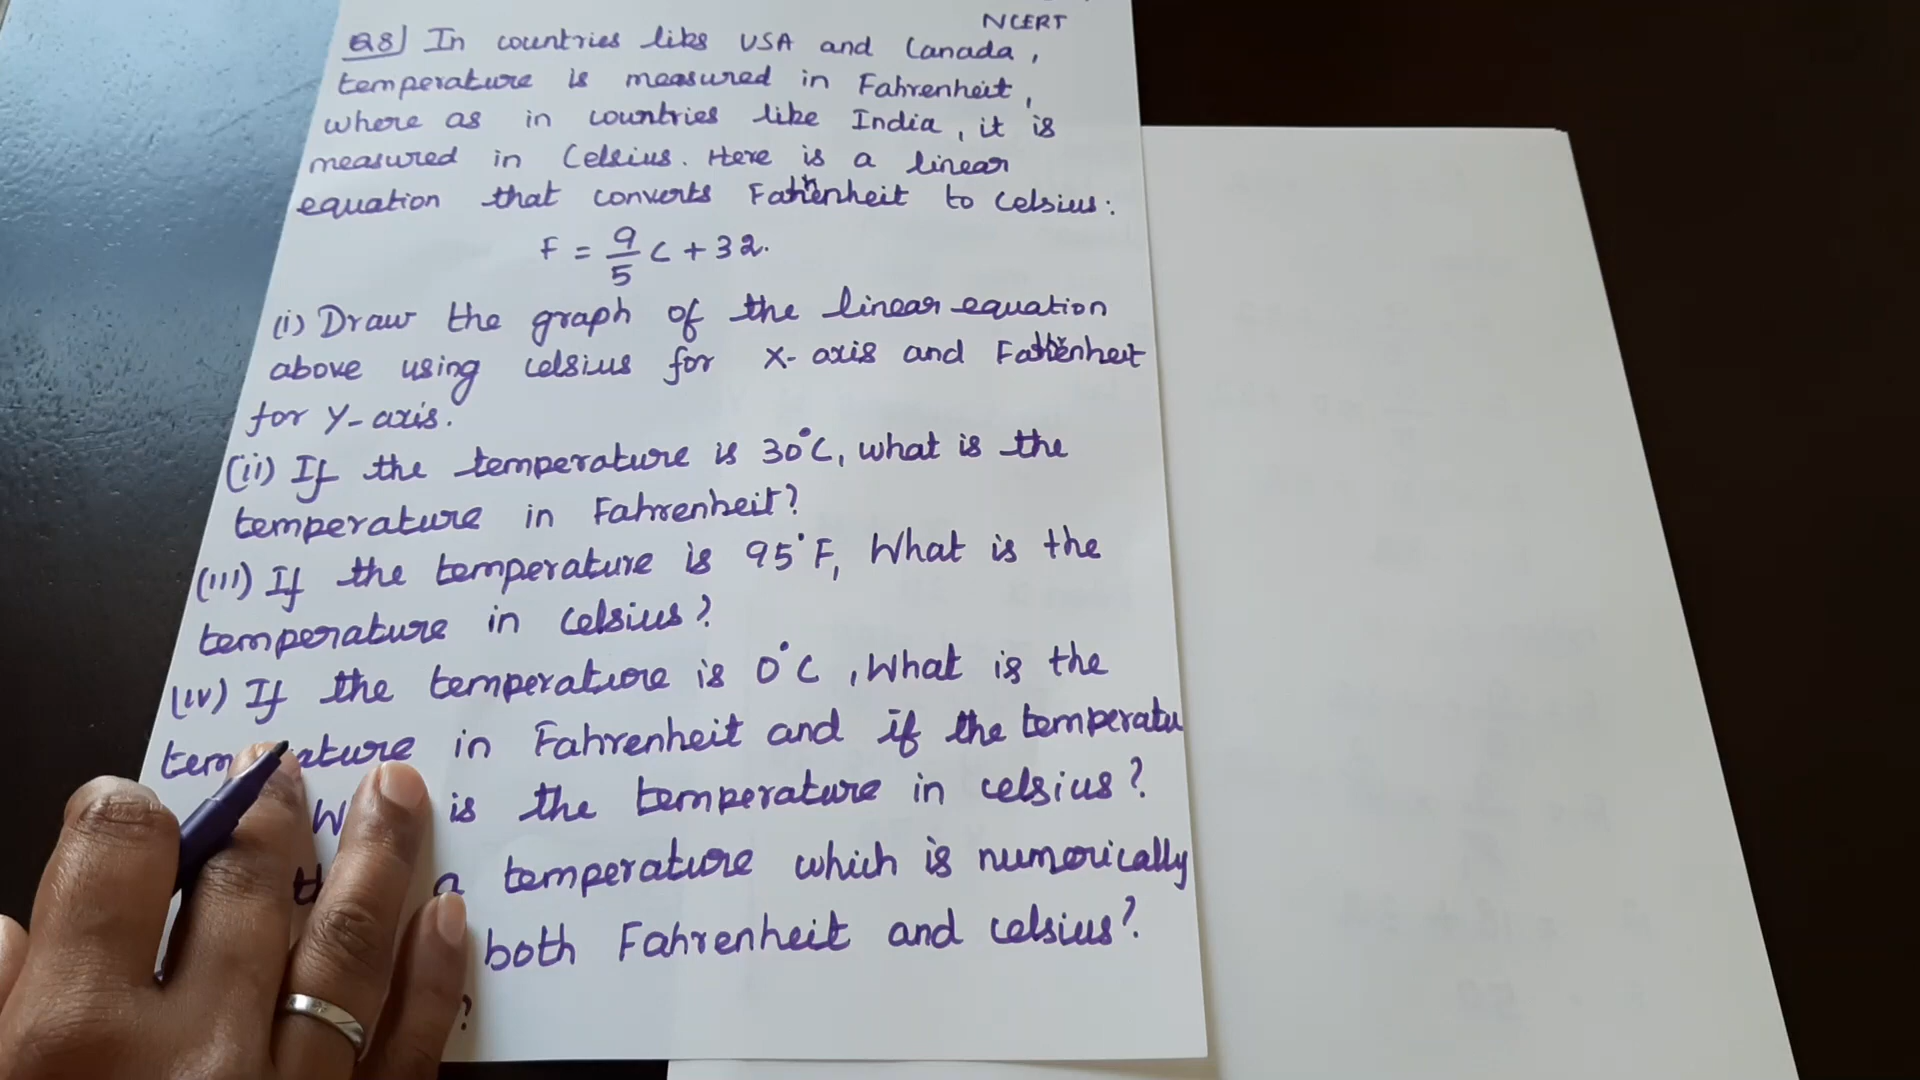 NCERT
Q8) In countries like USA and Canada,
temperature is measured in Fahrenheit,
where as in countries like India, it is
measured in Celsius. Here is a linear
equation that converts Fahrenheit to Celsius:
F = 9/5 C + 32.
(i) Draw the graph of the linear equation
above using celsius for X-axis and Fahrenheit
for Y-axis.
(ii) If the temperature is 30°C, what is the
temperature in Fahrenheit?
(iii) If the temperature is 95°F, What is the
temperature in celsius?
(iv) If the temperature is 0°C, What is the
in Fahrenheit and if the temperatu
is the temperature in celsius?
a temperature which is numerically
both Fahrenheit and celsius?
?